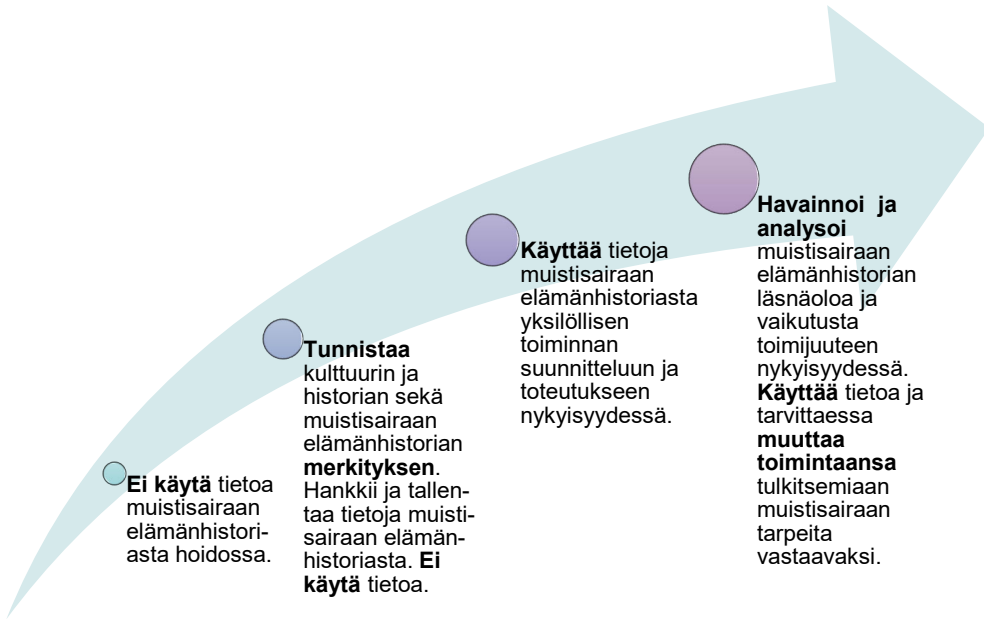 Ei käytä tietoa
muistisairaan
elämänhistori-
asta hoidossa.
Tunnistaa
kulttuurin ja
historian sekä
muistisairaan
elämänhistorian
merkityksen.
Hankkii ja tallen-
taa tietoja muisti-
sairaan elämän-
historiasta. Ei
käytä tietoa.
Käyttää tietoja
muistisairaan
elämänhistoriasta
yksilöllisen
toiminnan
suunnitteluun ja
toteutukseen
nykyisyydessä.
Havainnoi ja
analysoi
muistisairaan
elämänhistorian
läsnäoloa ja
vaikutusta
toimijuuteen
nykyisyydessä.
Käyttää tietoa ja
tarvittaessa
muuttaa
toimintaansa
tulkitsemiaan
muistisairaan
tarpeita
vastaavaksi.